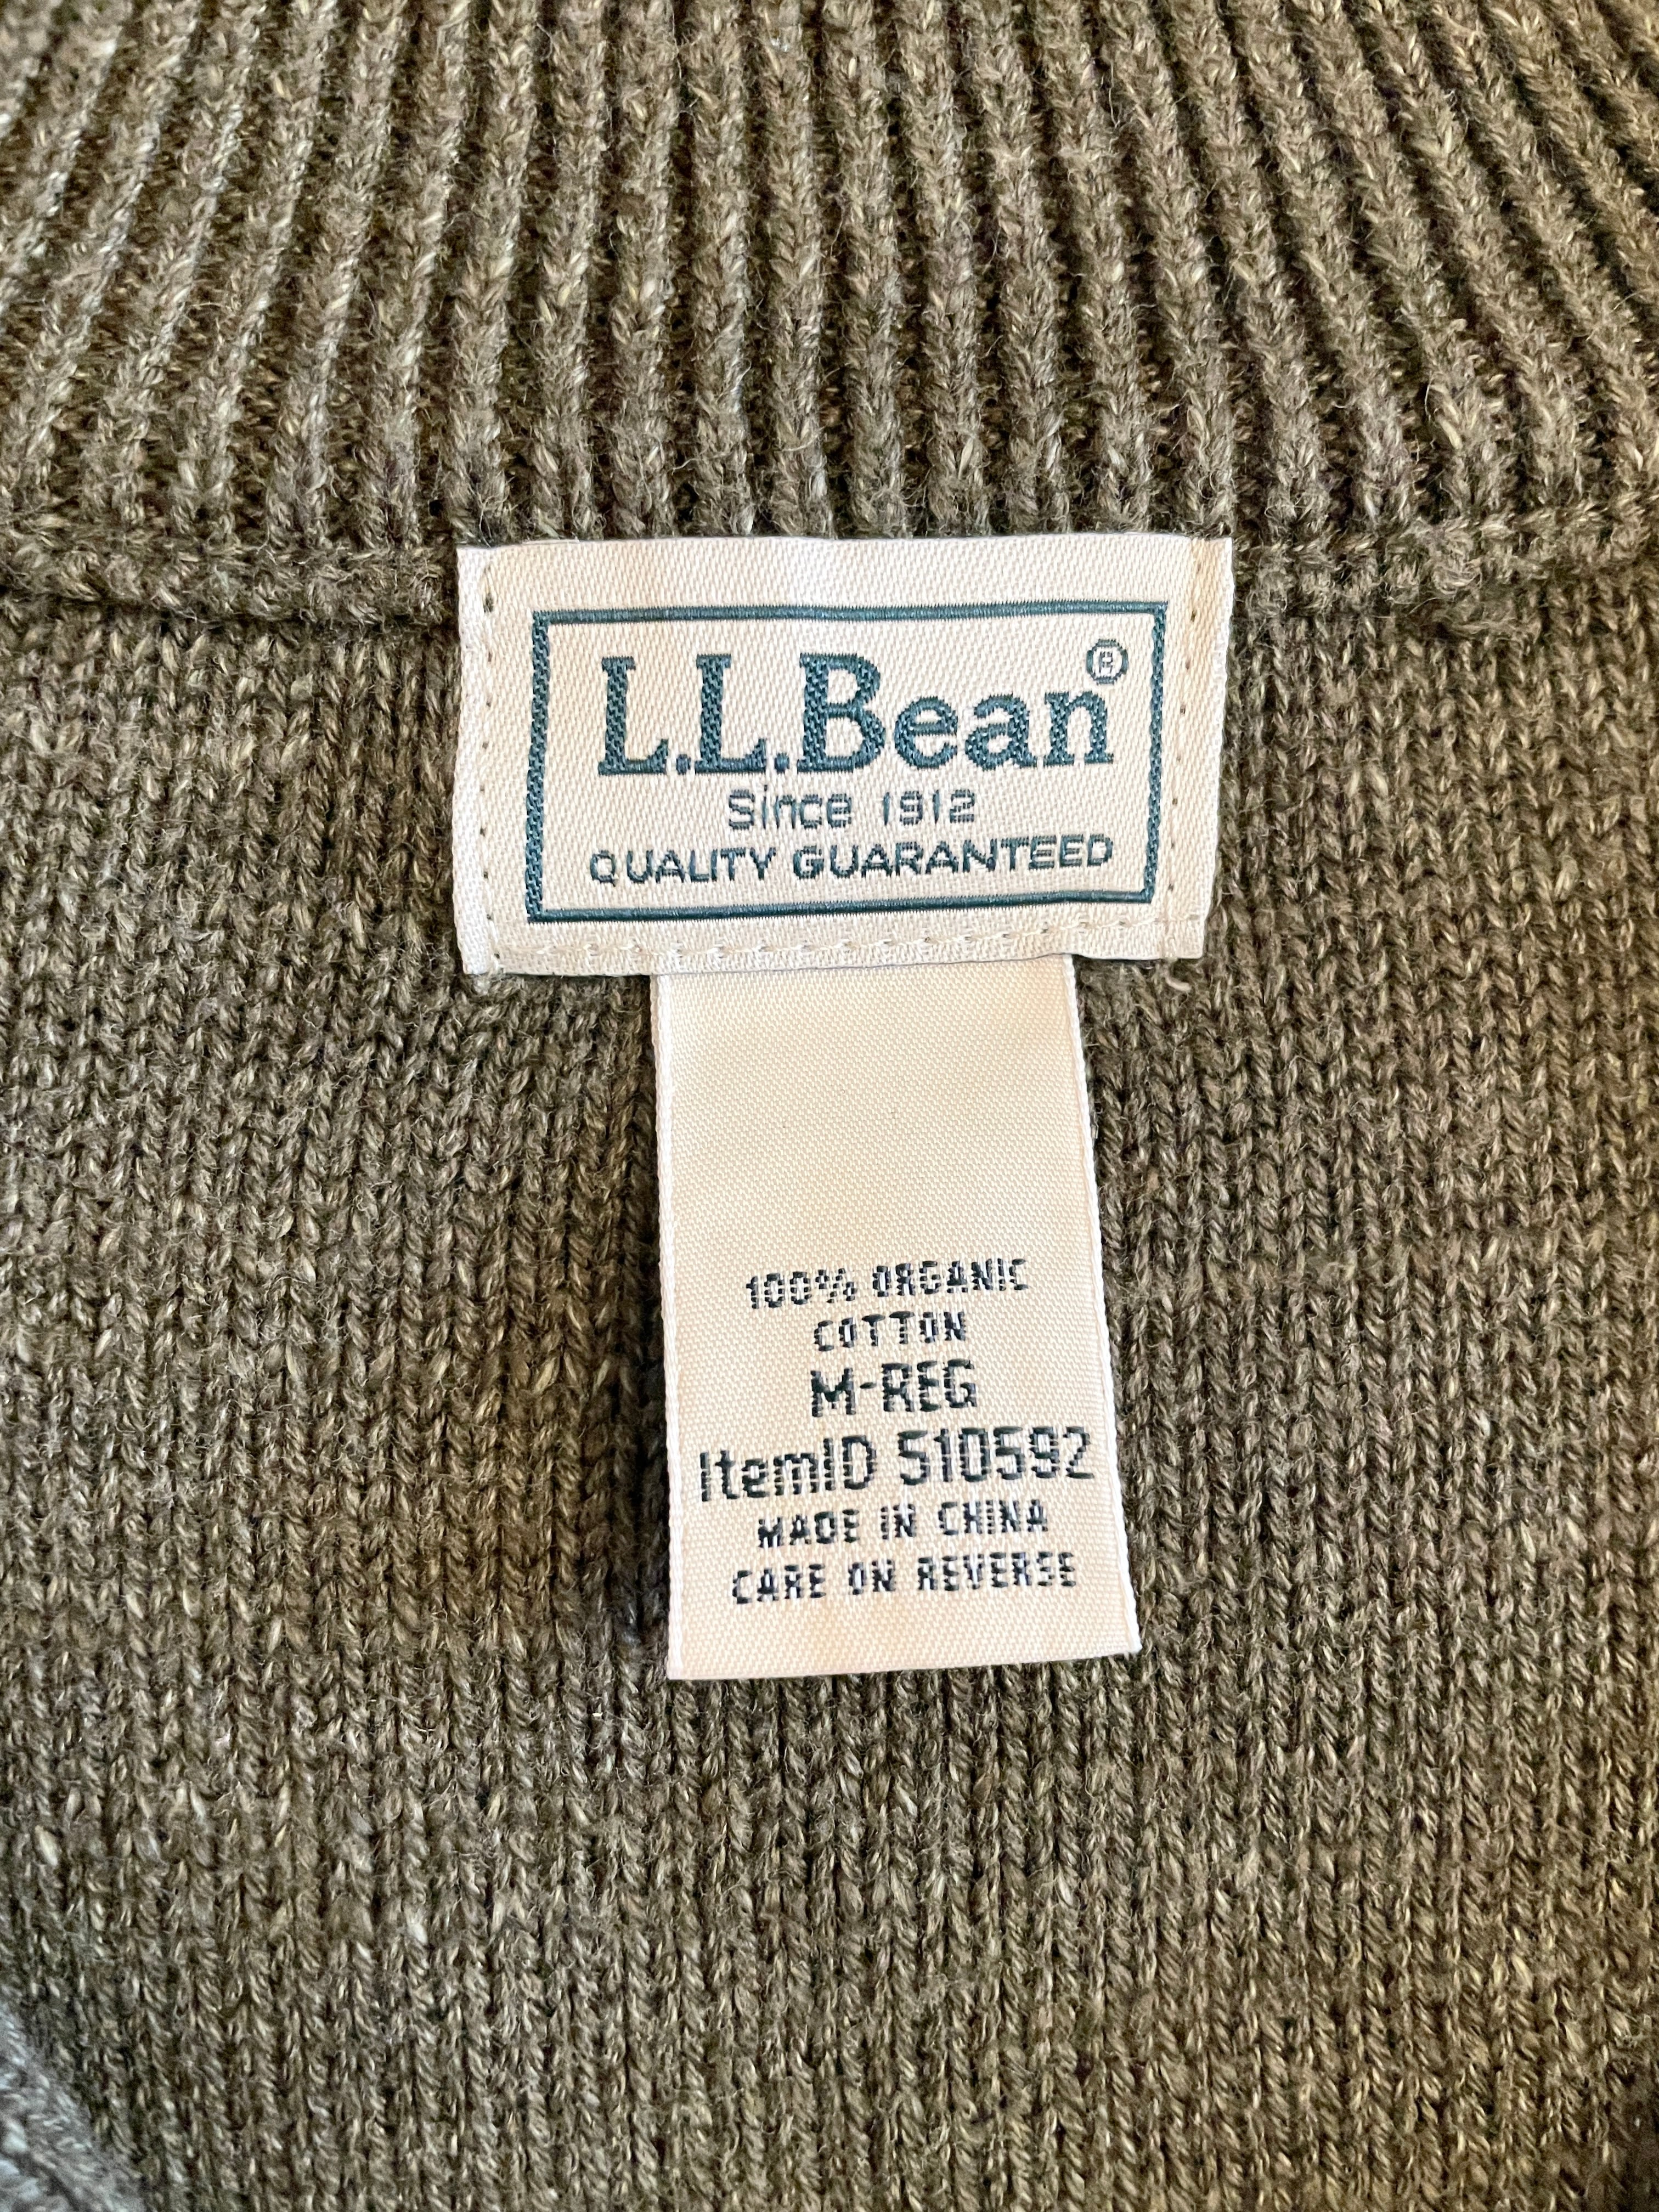 L.L.Bean®
Since 1912
QUALITY GUARANTEED
100% ORGANIC
COTTON
M-REG
ItemID 510592
MADE IN CHINA
CARE ON REVERSE